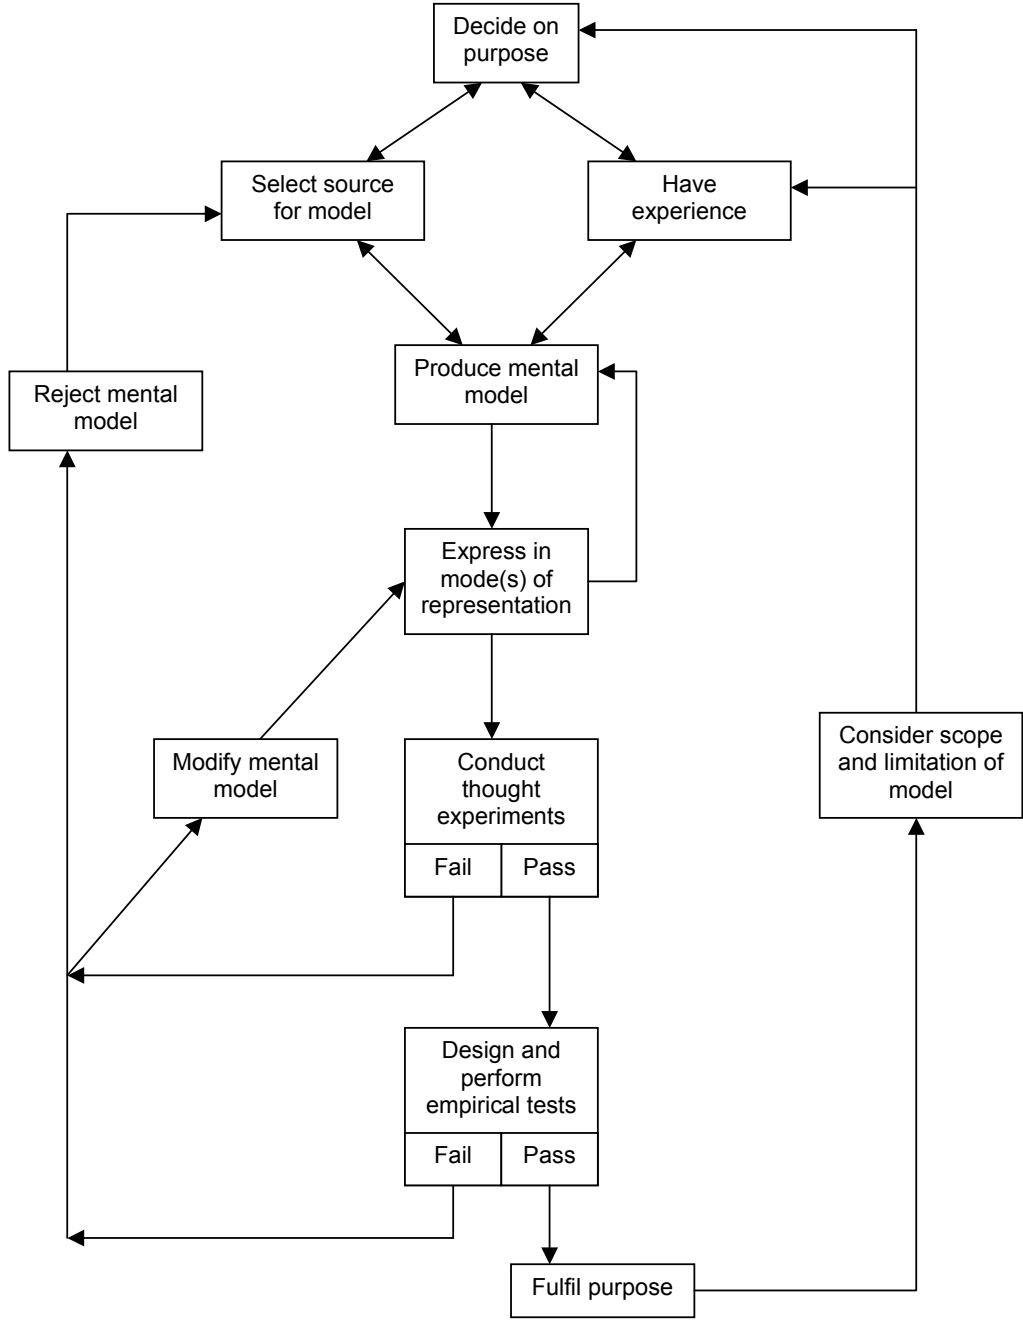 Decide on
purpose
Select source
for model
Have
experience
Produce mental
model
Reject mental
model
Express in
mode(s) of
representation
Modify mental
model
Conduct
thought
experiments
Fail
Pass
Consider scope
and limitation of
model
Design and
perform
empirical tests
Fail
Pass
Fulfil purpose